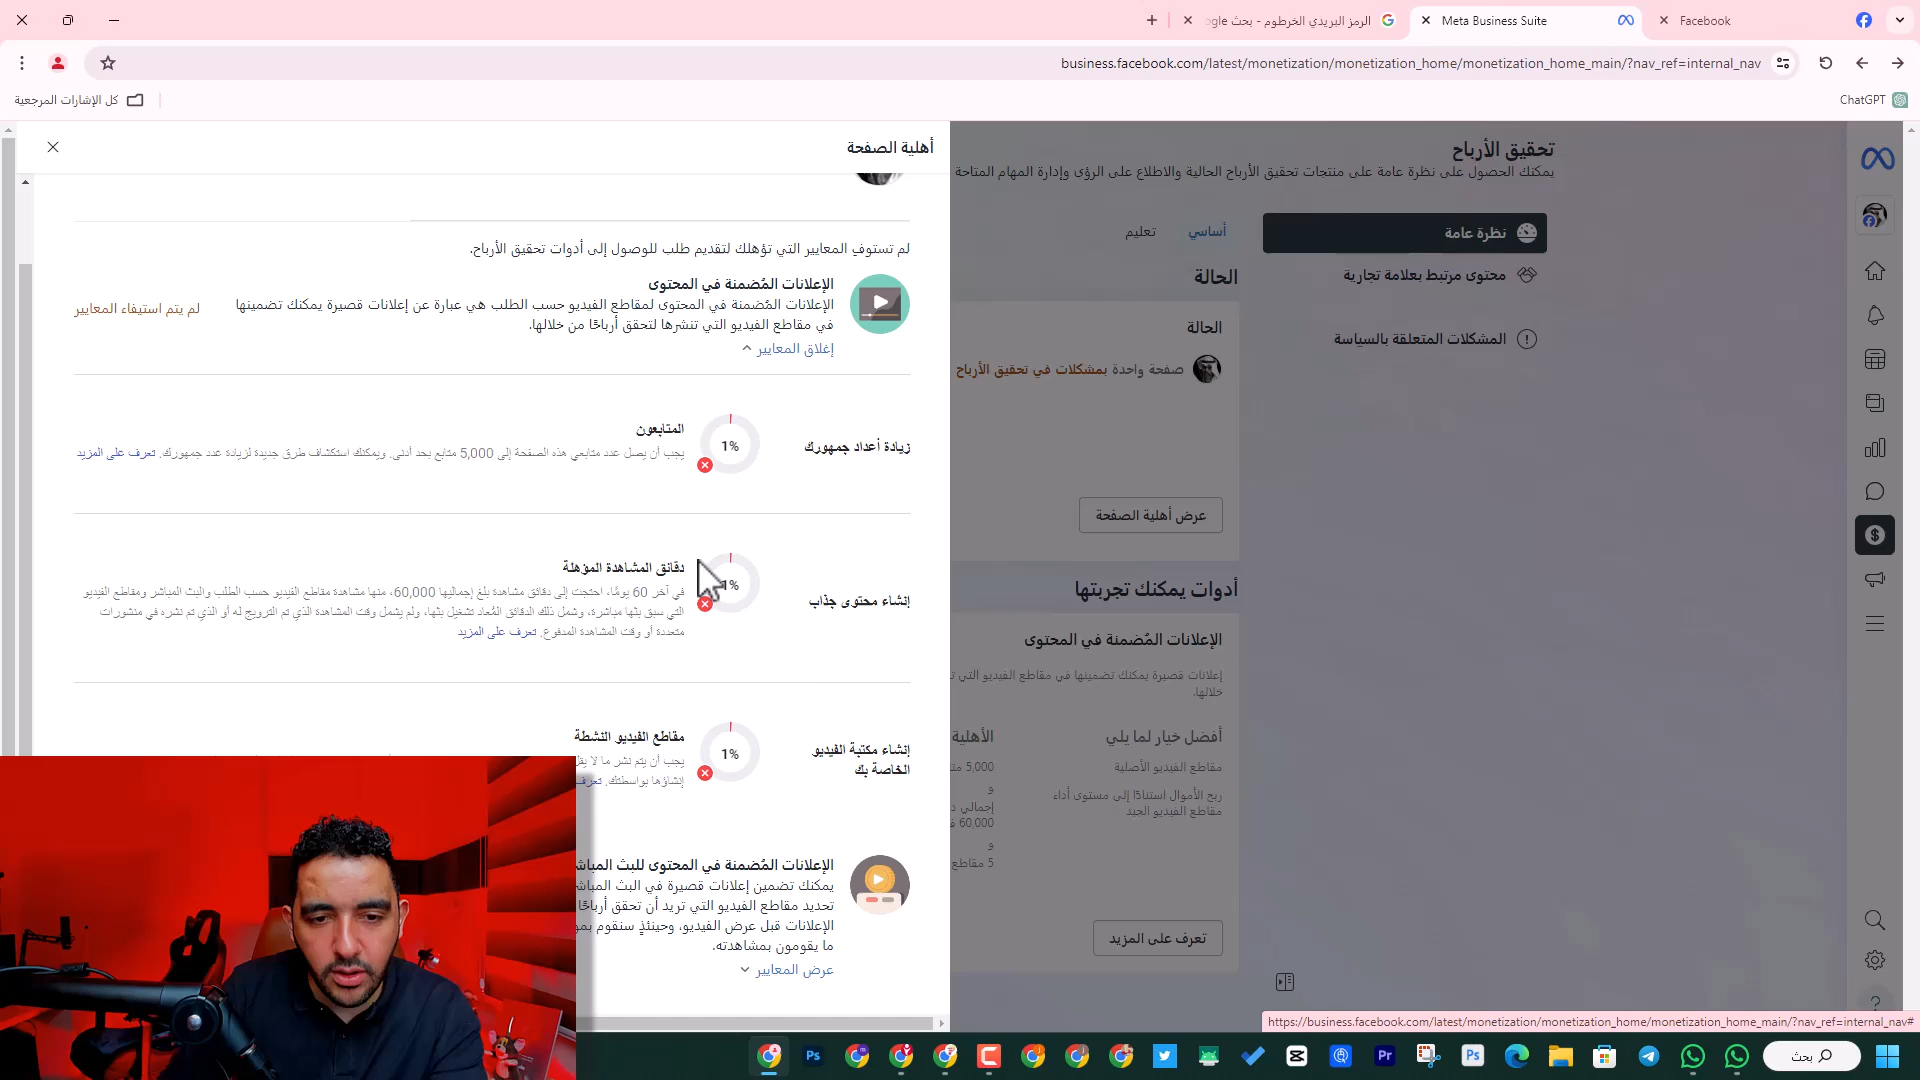 الرمز البريدي الخرطوم - بحث gle
Meta Business Suite
Facebook
business.facebook.com/latest/monetization/monetization_home/monetization_home_main/?nav_ref=internal_nav
كل الإشارات المرجعية
ChatGPT
أهلية الصفحة
لم تستوفِ المعايير التي تؤهلك لتقديم طلب للوصول إلى أدوات تحقيق الأرباح.
الإعلانات المُضمنة في المحتوى
الإعلانات المُضمنة في المحتوى لمقاطع الفيديو حسب الطلب هي عبارة عن إعلانات قصيرة يمكنك تضمينها
في مقاطع الفيديو التي تنشرها لتحقق أرباحًا من خلالها.
لم يتم استيفاء المعايير
إغلاق المعايير
زيادة أعداد جمهورك
1%
المتابعون
يجب أن يصل عدد متابعي هذه الصفحة إلى 5,000 متابع بحد أدنى. ويمكنك استكشاف طرق جديدة لزيادة عدد جمهورك. تعرف على المزيد
إنشاء محتوى جذاب
1%
دقائق المشاهدة المؤهلة
في آخر 60 يومًا، احتجت إلى دقائق مشاهدة بلغ إجماليها 60,000، منها مشاهدة مقاطع الفيديو حسب الطلب والبث المباشر ومقاطع الفيديو
التي سبق بثها مباشرة، وشمل ذلك الدقائق المُعاد تشغيل بثها، ولم يشمل وقت المشاهدة الذي تم الترويج له أو الذي تم نشره في منشورات
متعددة أو وقت المشاهدة المدفوع. تعرف على المزيد
إنشاء مكتبة الفيديو
الخاصة بك
1%
مقاطع الفيديو النشطة
يجب أن يتم نشر ما لا يقل
إنشاؤها بواسطتك. تعرف
الإعلانات المُضمنة في المحتوى للبث المباش
يمكنك تضمين إعلانات قصيرة في البث المباش
تحديد مقاطع الفيديو التي تريد أن تحقق أرباحًا
الإعلانات قبل عرض الفيديو، وحينئذٍ سنقوم بمو
ما يقومون بمشاهدته.
عرض المعايير
تحقيق الأرباح
يمكنك الحصول على نظرة عامة على منتجات تحقيق الأرباح الحالية والاطلاع على الرؤى وإدارة المهام المتاحة
نظرة عامة
محتوى مرتبط بعلامة تجارية
المشكلات المتعلقة بالسياسة
أساسي
تعليم
الحالة
الحالة
صفحة واحدة بمشكلات في تحقيق الأرباح
عرض أهلية الصفحة
أدوات يمكنك تجربتها
الإعلانات المُضمنة في المحتوى
إعلانات قصيرة يمكنك تضمينها في مقاطع الفيديو التي ت
خلالها.
أفضل خيار لما يلي
مقاطع الفيديو الأصلية
ربح الأموال استنادًا إلى مستوى أداء
مقاطع الفيديو الجيد
الأهلية
5,000 متا
و
إجمالي د
60,000 ف
و
5 مقاطع
تعرف على المزيد
https://business.facebook.com/latest/monetization/monetization_home/monetization_home_main/?nav_ref=internal_nav#
بحث